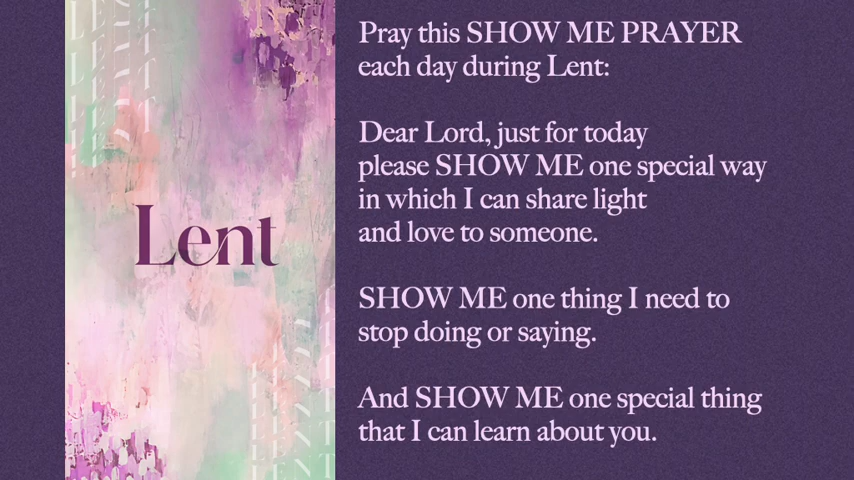 Lent
Pray this SHOW ME PRAYER
each day during Lent:
Dear Lord, just for today
please SHOW ME one special way
in which I can share light
and love to someone.
SHOW ME one thing I need to
stop doing or saying.
And SHOW ME one special thing
that I can learn about you.